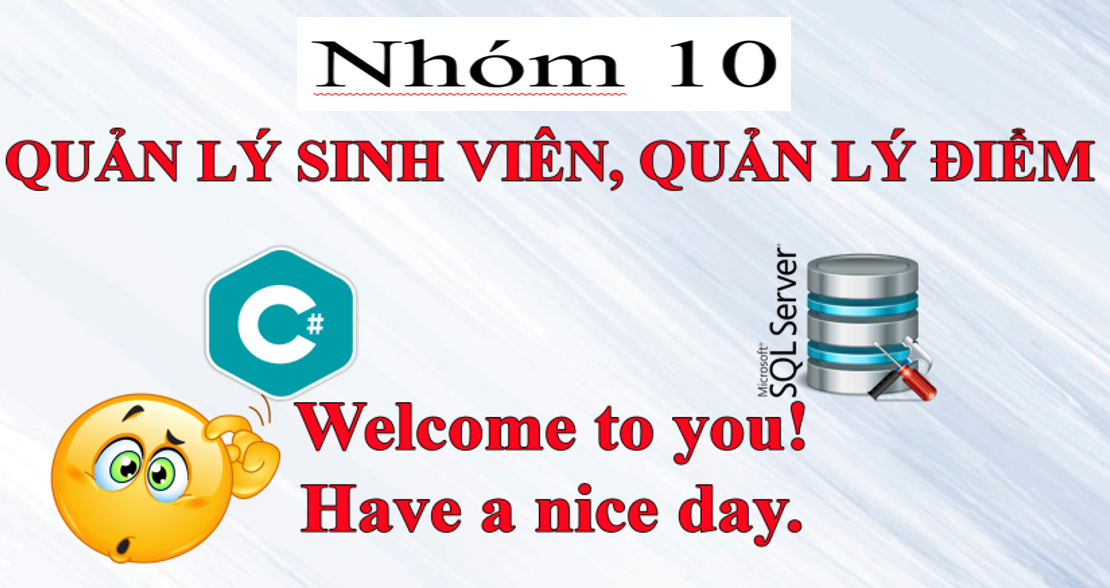 Nhóm 10
QUẢN LÝ SINH VIÊN, QUẢN LÝ ĐIỂM
C#
Microsoft®
SQL Server®
Welcome to you!
Have a nice day.